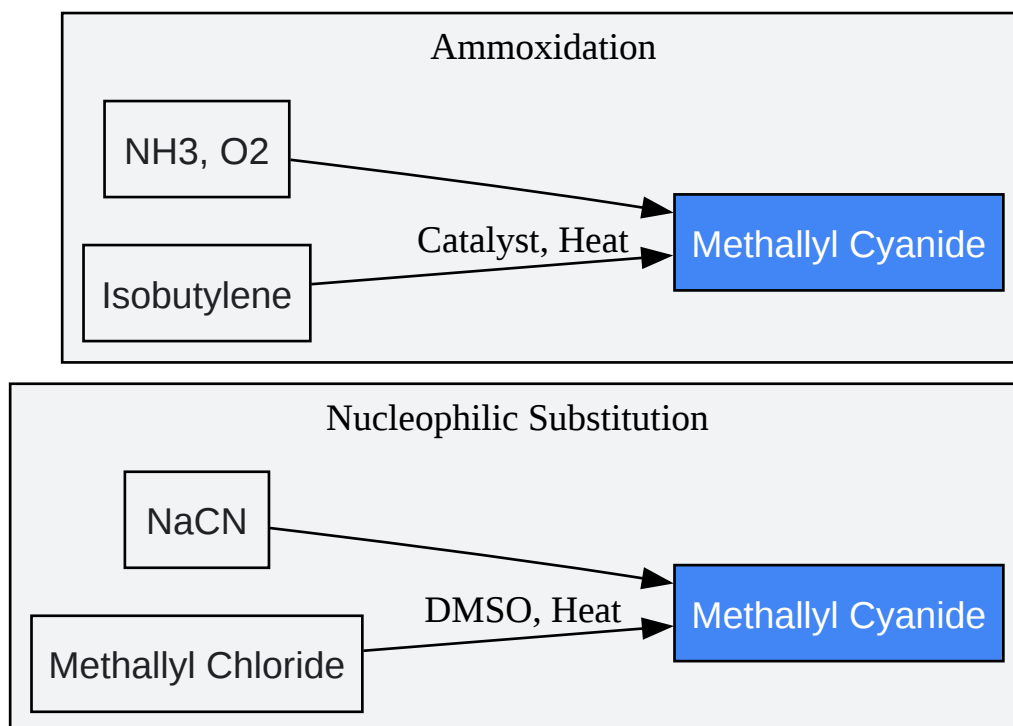 Ammoxidation
NH3, O2
Catalyst, Heat
Methallyl Cyanide
Isobutylene
Nucleophilic Substitution
NaCN
DMSO, Heat
Methallyl Cyanide
Methallyl Chloride